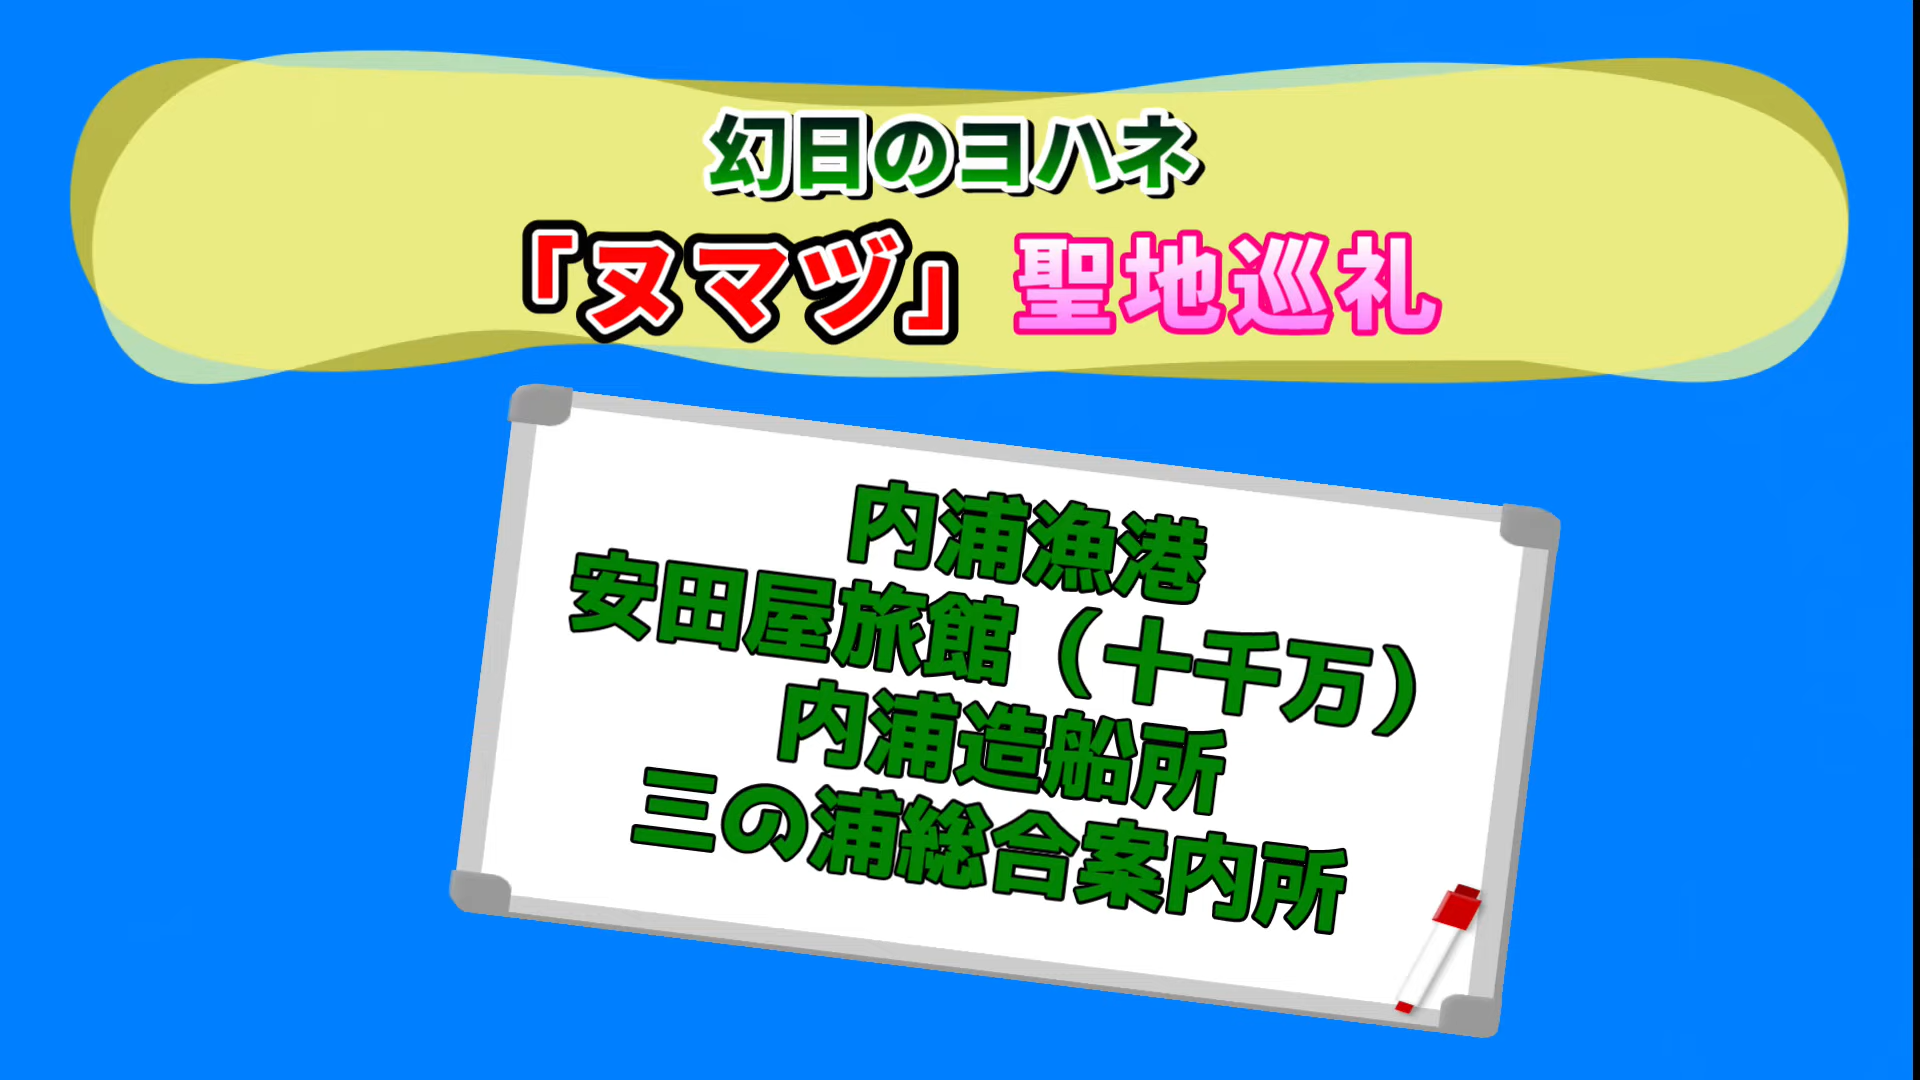 幻日のヨハネ
「ヌマヅ」聖地巡礼
内浦漁港
安田屋旅館（十千万）
内浦造船所
三の浦総合案内所